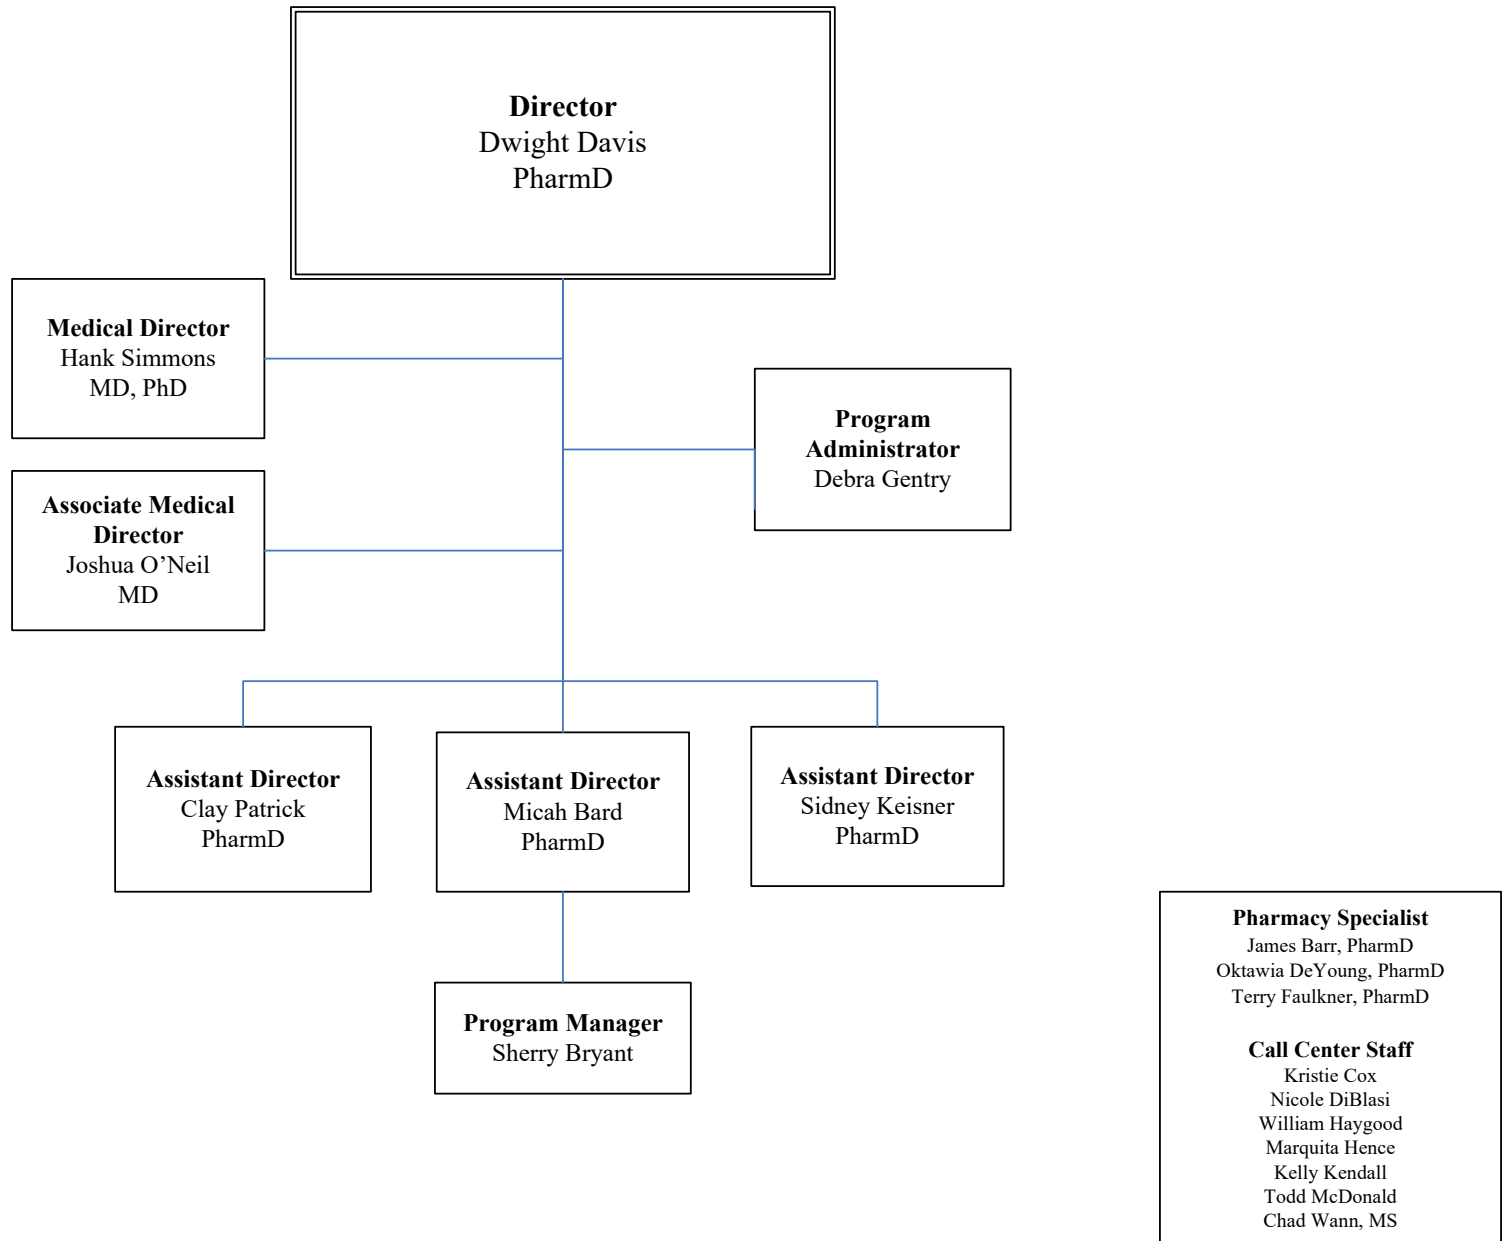 Director
Dwight Davis
PharmD
Medical Director
Hank Simmons
MD, PhD
Program
Administrator
Debra Gentry
Associate Medical
Director
Joshua O’Neil
MD
Assistant Director
Clay Patrick
PharmD
Assistant Director
Micah Bard
PharmD
Assistant Director
Sidney Keisner
PharmD
Program Manager
Sherry Bryant
Pharmacy Specialist
James Barr, PharmD
Oktawia DeYoung, PharmD
Terry Faulkner, PharmD
Call Center Staff
Kristie Cox
Nicole DiBlasi
William Haygood
Marquita Hence
Kelly Kendall
Todd McDonald
Chad Wann, MS